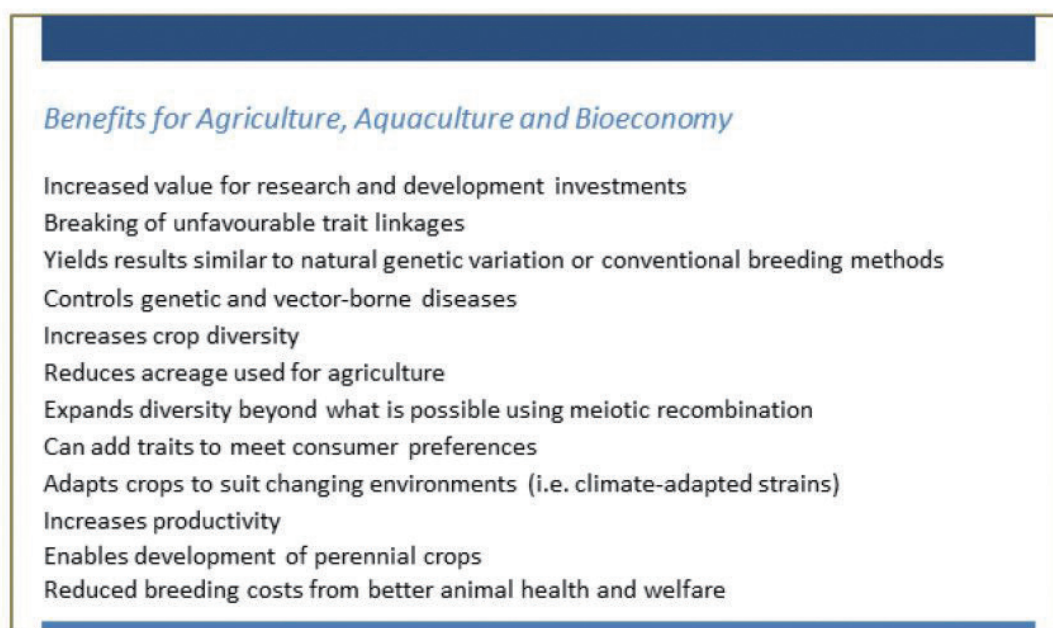 Benefits for Agriculture, Aquaculture and Bioeconomy
Increased value for research and development investments
Breaking of unfavourable trait linkages
Yields results similar to natural genetic variation or conventional breeding methods
Controls genetic and vector-borne diseases
Increases crop diversity
Reduces acreage used for agriculture
Expands diversity beyond what is possible using meiotic recombination
Can add traits to meet consumer preferences
Adapts crops to suit changing environments (i.e. climate-adapted strains)
Increases productivity
Enables development of perennial crops
Reduced breeding costs from better animal health and welfare